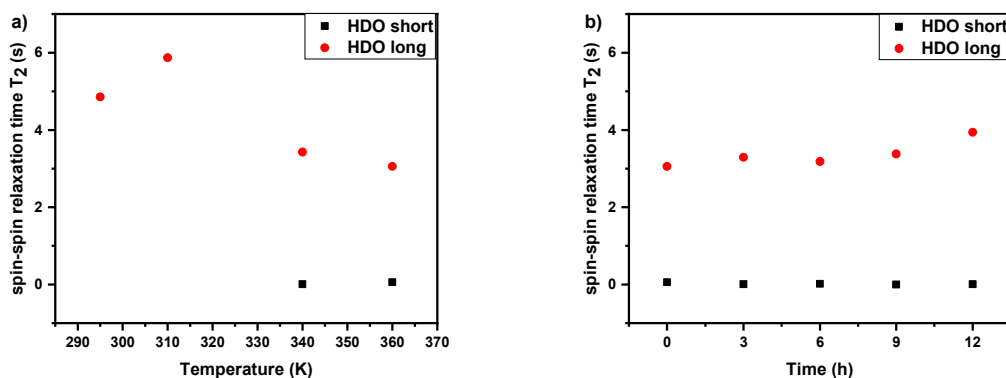 a)
HDO short
HDO long
spin-spin relaxation time T2 (s)
6
4
2
0
290 300 310 320 330 340 350 360 370
Temperature (K)
b)
HDO short
HDO long
spin-spin relaxation time T2 (s)
6
4
2
0
0 3 6 9 12
Time (h)